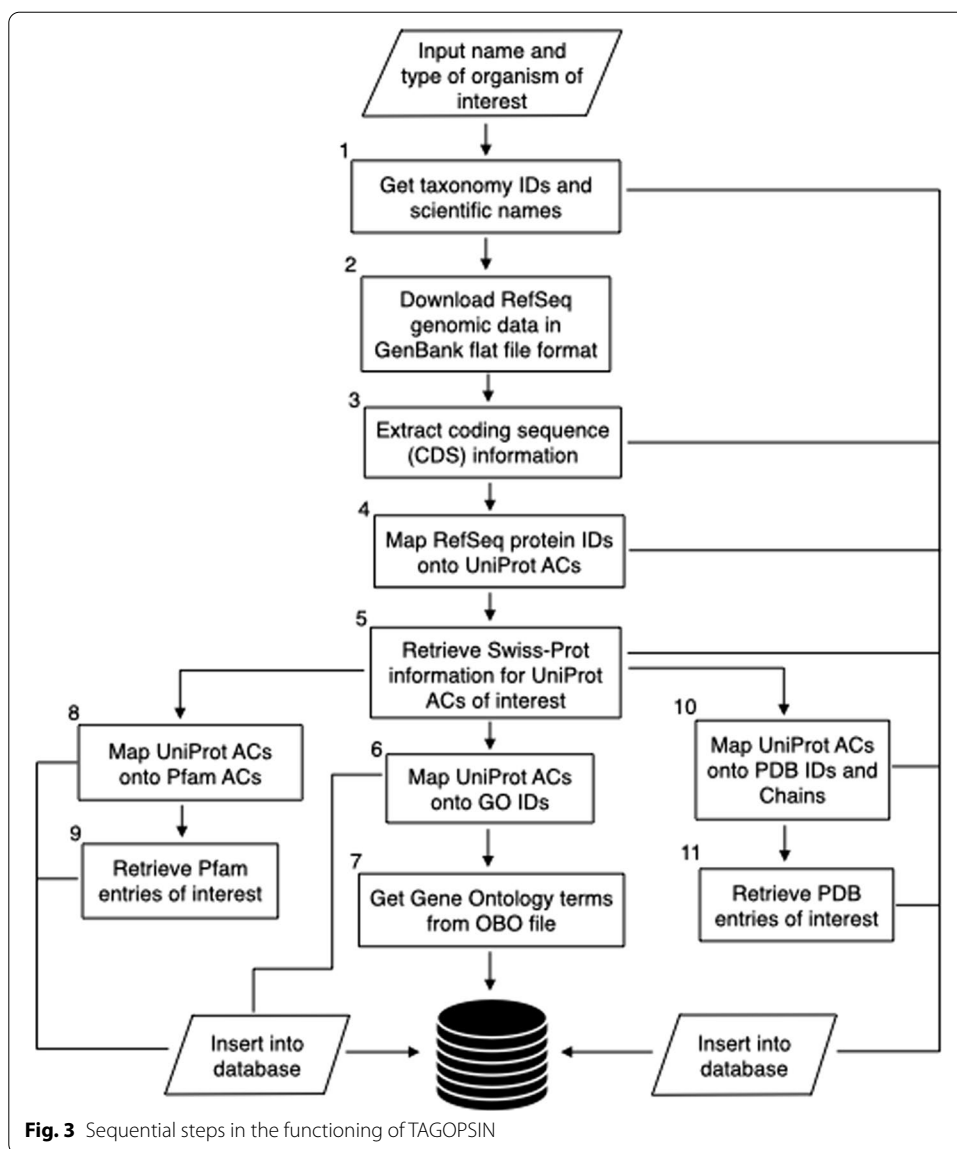 Input name and
type of organism of
interest
1
Get taxonomy IDs and
scientific names
2
Download RefSeq
genomic data in
GenBank flat file format
3
Extract coding sequence
(CDS) information
4
Map RefSeq protein IDs
onto UniProt ACs
5
Retrieve Swiss-Prot
information for UniProt
ACs of interest
8
Map UniProt ACs
onto Pfam ACs
9
Retrieve Pfam
entries of interest
6
Map UniProt ACs
onto GO IDs
7
Get Gene Ontology terms
from OBO file
10
Map UniProt ACs
onto PDB IDs and
Chains
11
Retrieve PDB
entries of interest
Insert into
database
Insert into
database
Fig. 3 Sequential steps in the functioning of TAGOPSIN